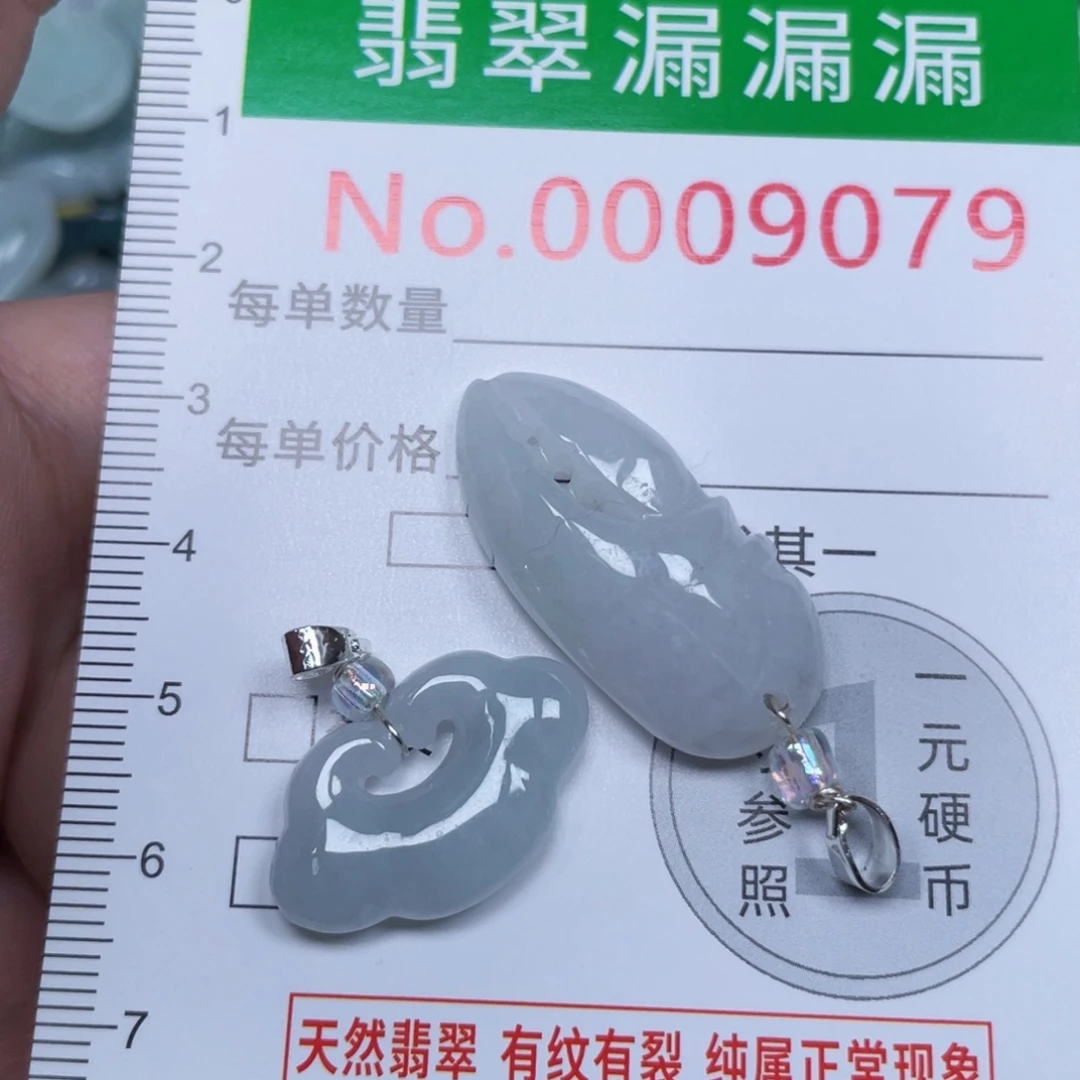 翡翠漏漏漏
No.0009079
每单数量
每单价格
其一
一元硬币
参照
天然翡翠 有纹有裂 纯属正常现象
1
2
3
4
5
6
7